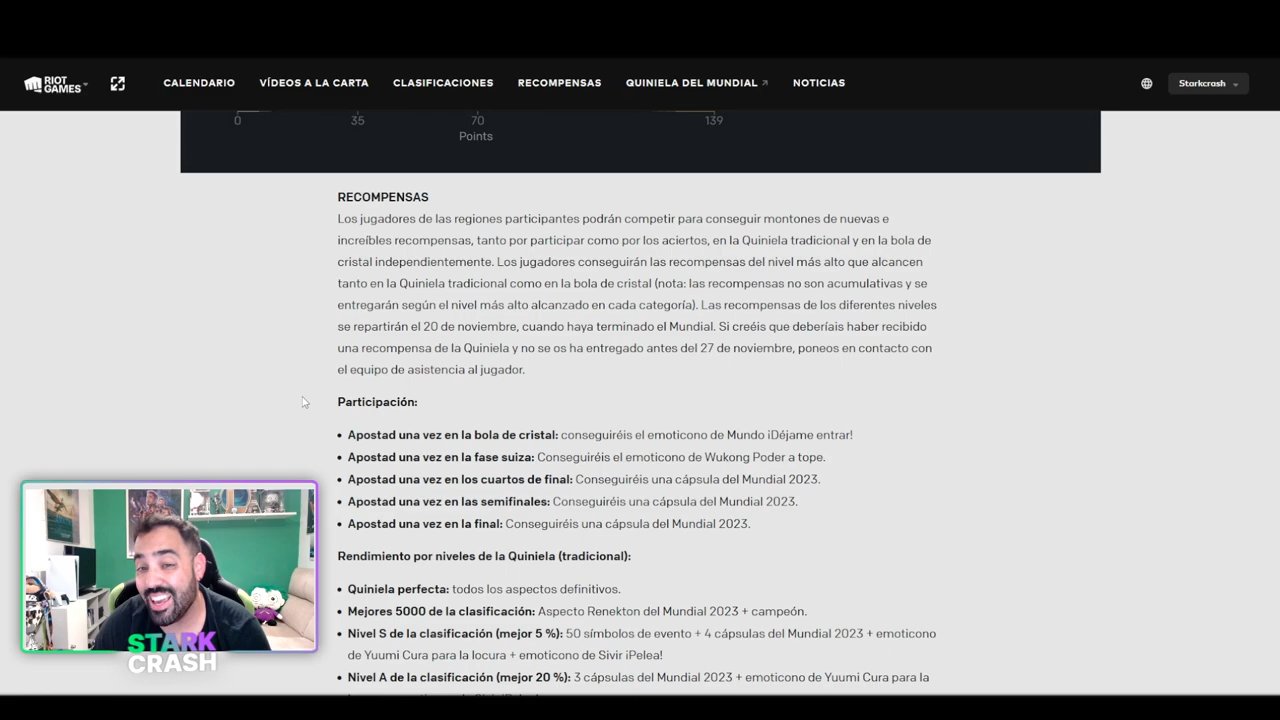 RIOT
GAMES
CALENDARIO
VÍDEOS A LA CARTA
CLASIFICACIONES
RECOMPENSAS
QUINIELA DEL MUNDIAL
NOTICIAS
Starkcrash
0 35 70 139
Points
RECOMPENSAS
Los jugadores de las regiones participantes podrán competir para conseguir montones de nuevas e
increíbles recompensas, tanto por participar como por los aciertos, en la Quiniela tradicional y en la bola de
cristal independientemente. Los jugadores conseguirán las recompensas del nivel más alto que alcancen
tanto en la Quiniela tradicional como en la bola de cristal (nota: las recompensas no son acumulativas y se
entregarán según el nivel más alto alcanzado en cada categoría). Las recompensas de los diferentes niveles
se repartirán el 20 de noviembre, cuando haya terminado el Mundial. Si creéis que deberíais haber recibido
una recompensa de la Quiniela y no se os ha entregado antes del 27 de noviembre, poneos en contacto con
el equipo de asistencia al jugador.
Participación:
• Apostad una vez en la bola de cristal: conseguiréis el emoticono de Mundo ¡Déjame entrar!
• Apostad una vez en la fase suiza: Conseguiréis el emoticono de Wukong Poder a tope.
• Apostad una vez en los cuartos de final: Conseguiréis una cápsula del Mundial 2023.
• Apostad una vez en las semifinales: Conseguiréis una cápsula del Mundial 2023.
• Apostad una vez en la final: Conseguiréis una cápsula del Mundial 2023.
Rendimiento por niveles de la Quiniela (tradicional):
• Quiniela perfecta: todos los aspectos definitivos.
• Mejores 5000 de la clasificación: Aspecto Renekton del Mundial 2023 + campeón.
• Nivel S de la clasificación (mejor 5 %): 50 símbolos de evento + 4 cápsulas del Mundial 2023 + emoticono
de Yuumi Cura para la locura + emoticono de Sivir ¡Pelea!
• Nivel A de la clasificación (mejor 20 %): 3 cápsulas del Mundial 2023 + emoticono de Yuumi Cura para la
STARK
CRASH